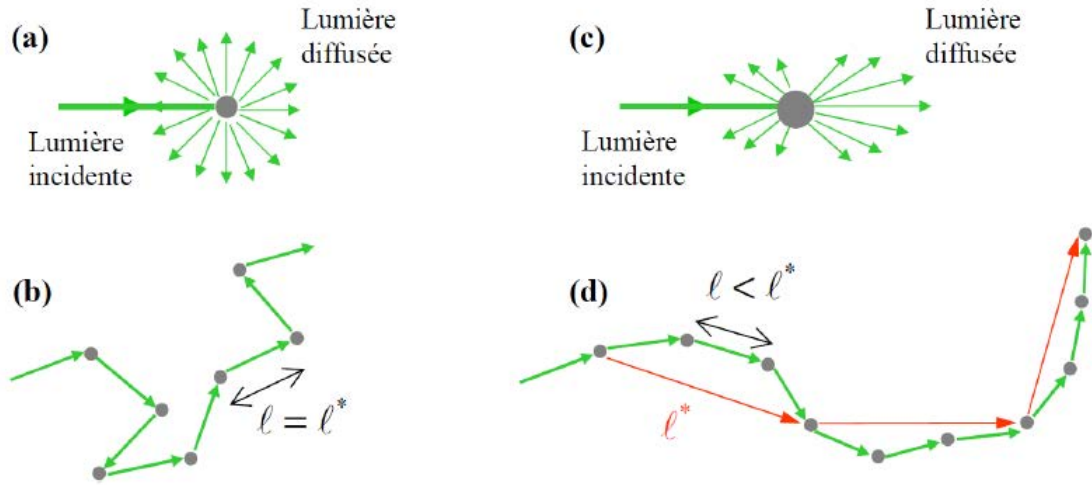 (a)
Lumière
diffusée
Lumière
incidente
(c)
Lumière
diffusée
Lumière
incidente
(b)
ℓ = ℓ*
(d)
ℓ < ℓ*
ℓ*